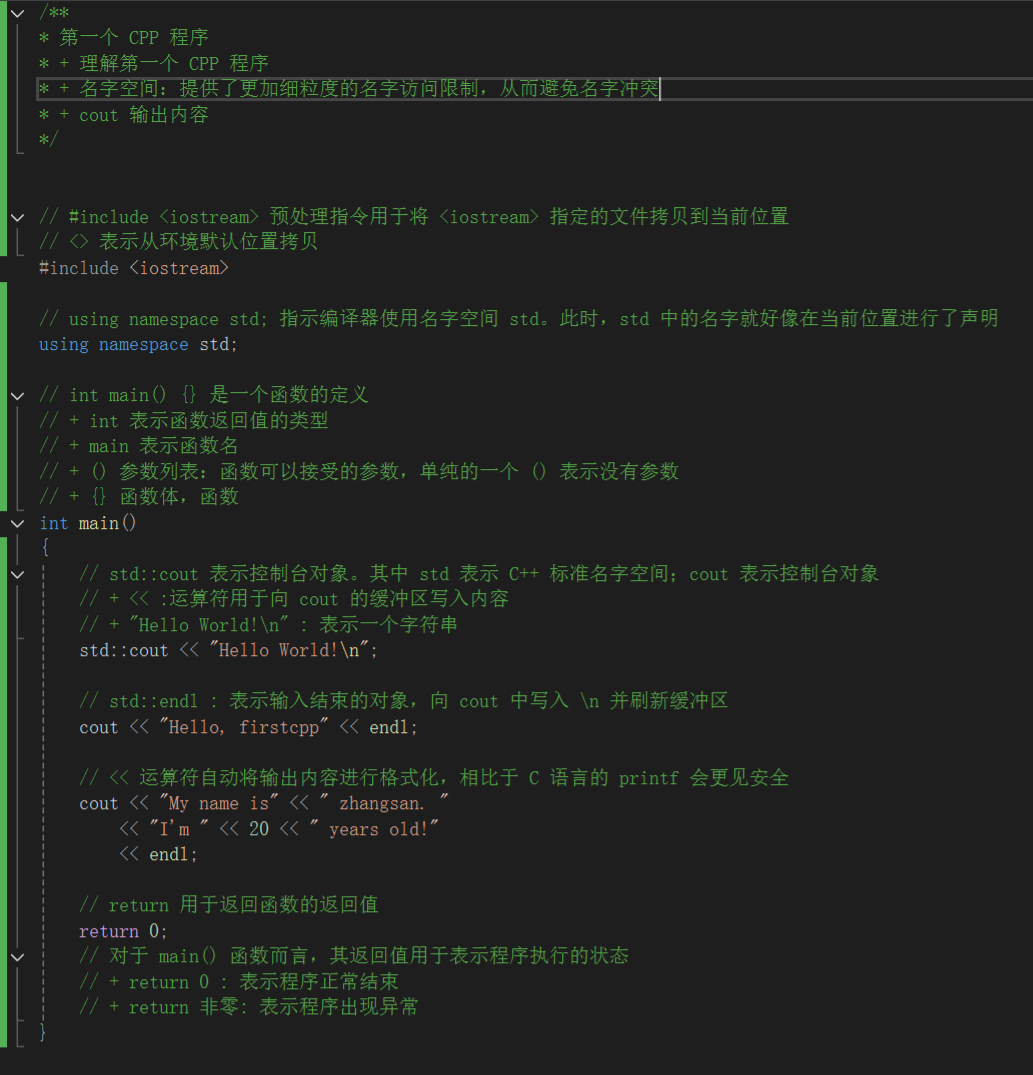 /**
* 第一个 CPP 程序
* + 理解第一个 CPP 程序
* + 名字空间：提供了更加细粒度的名字访问限制，从而避免名字冲突
* + cout 输出内容
*/
// #include <iostream> 预处理指令用于将 <iostream> 指定的文件拷贝到当前位置
// <> 表示从环境默认位置拷贝
#include <iostream>
// using namespace std; 指示编译器使用名字空间 std。此时，std 中的名字就好像在当前位置进行了声明
using namespace std;
// int main() {} 是一个函数的定义
// + int 表示函数返回值的类型
// + main 表示函数名
// + () 参数列表：函数可以接受的参数，单纯的一个 () 表示没有参数
// + {} 函数体，函数
int main()
{
// std::cout 表示控制台对象。其中 std 表示 C++ 标准名字空间；cout 表示控制台对象
// + << :运算符用于向 cout 的缓冲区写入内容
// + "Hello World!\n" : 表示一个字符串
std::cout << "Hello World!\n";
// std::endl : 表示输入结束的对象，向 cout 中写入 \n 并刷新缓冲区
cout << "Hello, firstcpp" << endl;
// << 运算符自动将输出内容进行格式化，相比于 C 语言的 printf 会更见安全
cout << "My name is" << " zhangsan. "
<< "I'm " << 20 << " years old!"
<< endl;
// return 用于返回函数的返回值
return 0;
// 对于 main() 函数而言，其返回值用于表示程序执行的状态
// + return 0 : 表示程序正常结束
// + return 非零: 表示程序出现异常
}